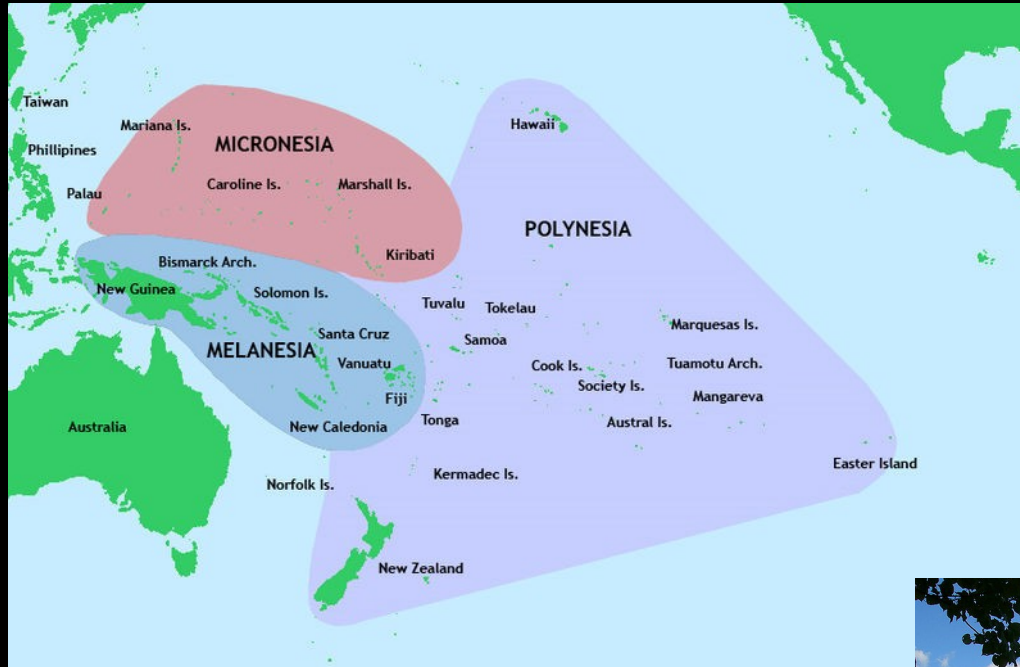 Taiwan
Mariana Is.
Hawaii
MICRONESIA
Phillipines
Caroline Is.
Marshall Is.
Palau
POLYNESIA
Kiribati
Bismarck Arch.
New Guinea
Solomon Is.
Tuvalu
Tokelau
Santa Cruz
Marquesas Is.
Samoa
MELANESIA
Vanuatu
Cook Is.
Tuamotu Arch.
Society Is.
Fiji
Mangareva
Tonga
Austral Is.
Australia
New Caledonia
Easter Island
Kermadec Is.
Norfolk Is.
New Zealand